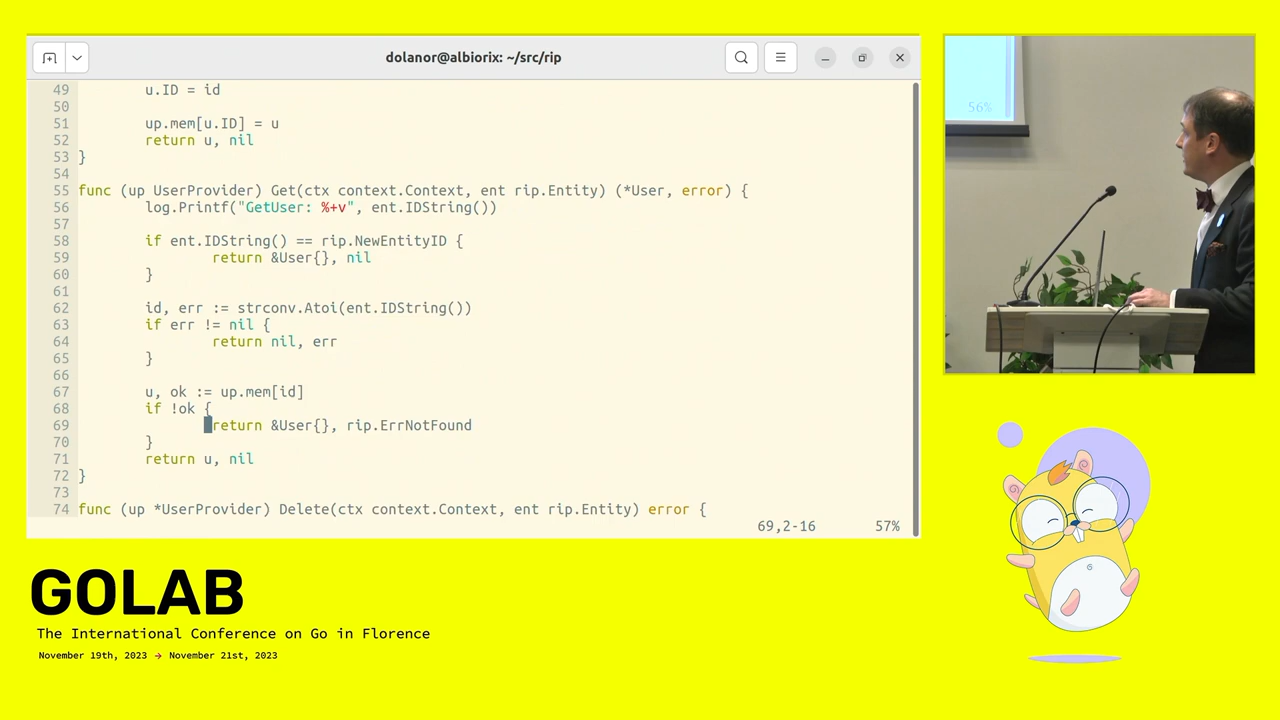 dolanor@albiorix: ~/src/rip
49 u.ID = id
50
51 up.mem[u.ID] = u
52 return u, nil
53 }
54
55 func (up UserProvider) Get(ctx context.Context, ent rip.Entity) (*User, error) {
56 log.Printf("GetUser: %+v", ent.IDString())
57
58 if ent.IDString() == rip.NewEntityID {
59 return &User{}, nil
60 }
61
62 id, err := strconv.Atoi(ent.IDString())
63 if err != nil {
64 return nil, err
65 }
66
67 u, ok := up.mem[id]
68 if !ok {
69 return &User{}, rip.ErrNotFound
70 }
71 return u, nil
72 }
73
74 func (up *UserProvider) Delete(ctx context.Context, ent rip.Entity) error {
69,2-16 57%
56%
GOLAB
The International Conference on Go in Florence
November 19th, 2023 → November 21st, 2023